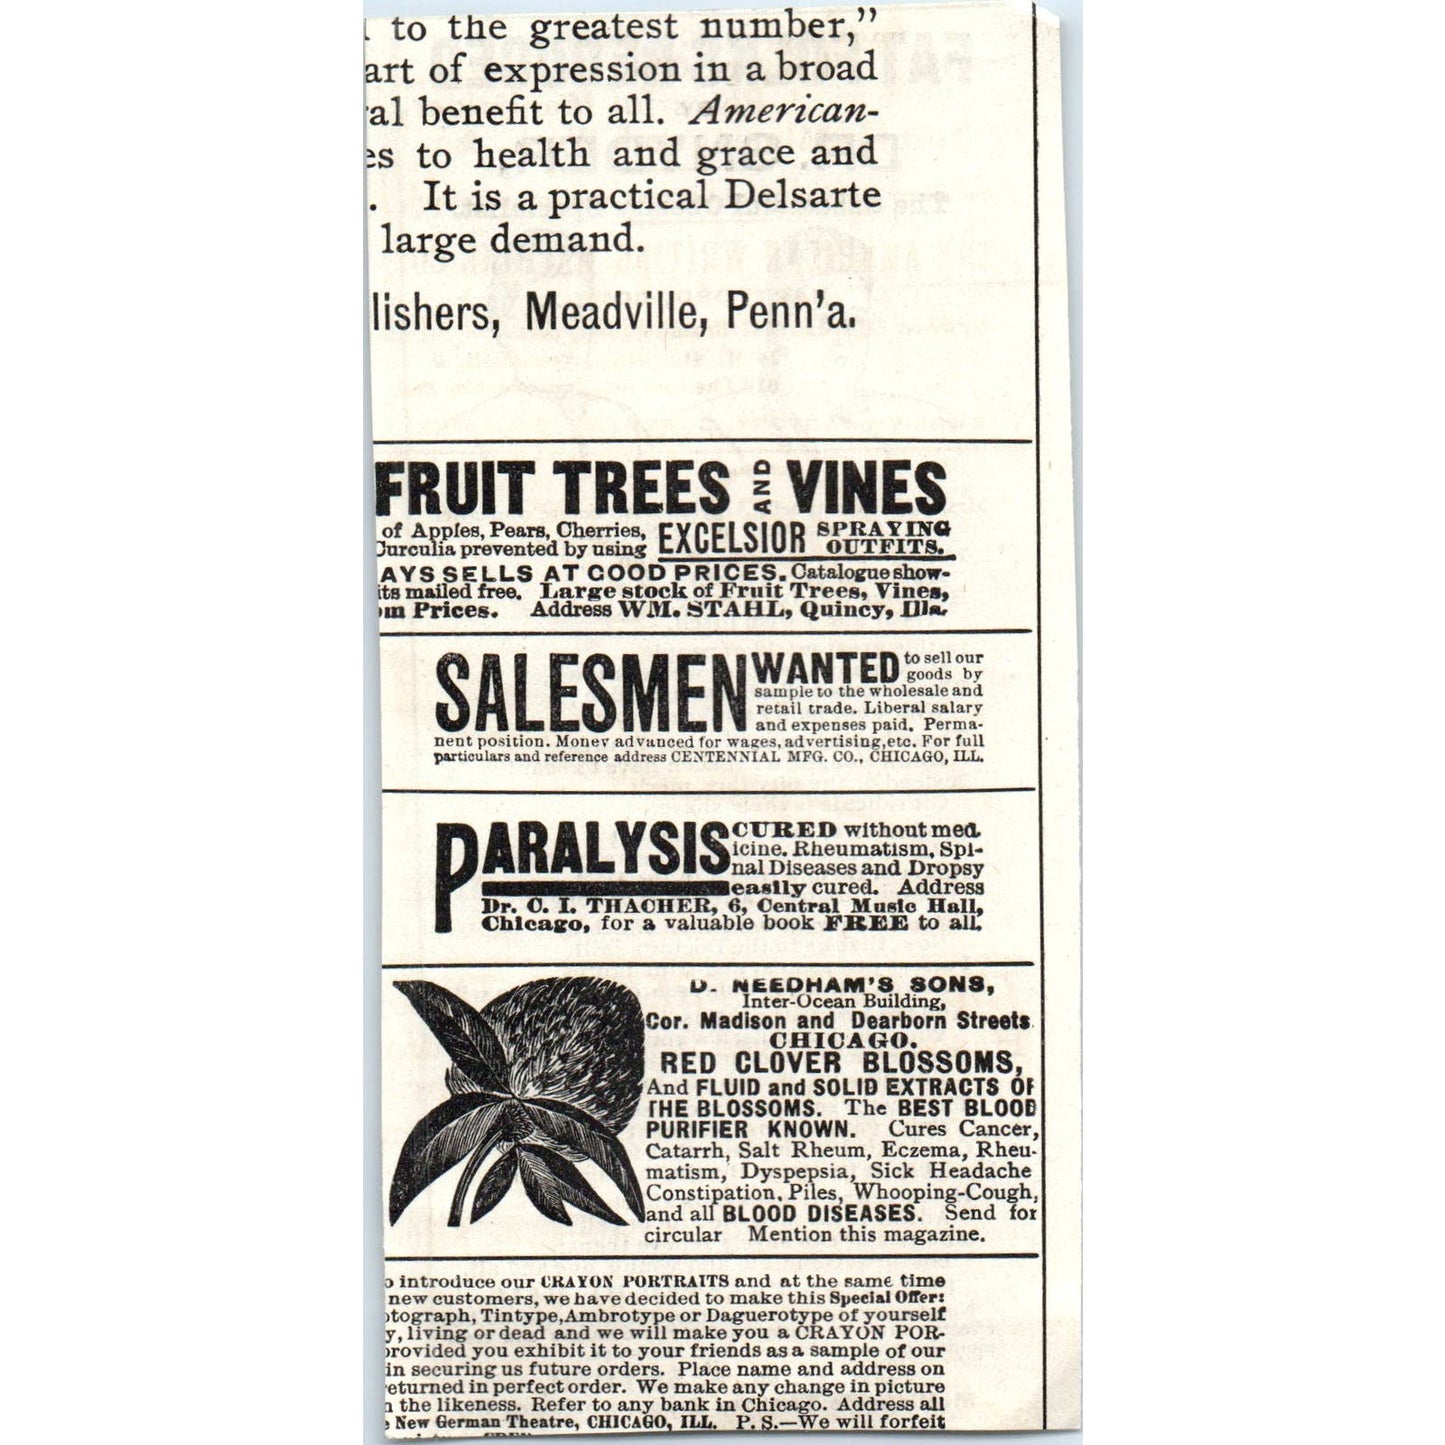 to the greatest number,”
art of expression in a broad
al benefit to all. American-
es to health and grace and
. It is a practical Delsarte
large demand.
lishers, Meadville, Penn’a.
FRUIT TREES AND VINES
of Apples, Pears, Cherries, EXCELSIOR SPRAYING
Curculia prevented by using OUTFITS.
AYS SELLS AT GOOD PRICES. Catalogue show-
its mailed free. Large stock of Fruit Trees, Vines,
om Prices. Address WM. STAHL, Quincy, Ills.
SALESMEN WANTED to sell our
goods by
sample to the wholesale and
retail trade. Liberal salary
and expenses paid. Perma-
nent position. Money advanced for wages, advertising, etc. For full
particulars and reference address CENTENNIAL MFG. CO., CHICAGO, ILL.
PARALYSIS CURED without med.
icine. Rheumatism, Spi-
nal Diseases and Dropsy
easily cured. Address
Dr. C. I. THACHER, 6, Central Music Hall,
Chicago, for a valuable book FREE to all.
D. NEEDHAM’S SONS,
Inter-Ocean Building,
Cor. Madison and Dearborn Streets
CHICAGO.
RED CLOVER BLOSSOMS,
And FLUID and SOLID EXTRACTS OF
THE BLOSSOMS. The BEST BLOOD
PURIFIER KNOWN. Cures Cancer,
Catarrh, Salt Rheum, Eczema, Rheu-
matism, Dyspepsia, Sick Headache
Constipation, Piles, Whooping-Cough,
and all BLOOD DISEASES. Send for
circular Mention this magazine.
o introduce our CRAYON PORTRAITS and at the same time
new customers, we have decided to make this Special Offer:
otograph, Tintype, Ambrotype or Daguerotype of yourself
y, living or dead and we will make you a CRAYON POR-
provided you exhibit it to your friends as a sample of our
in securing us future orders. Place name and address on
returned in perfect order. We make any change in picture
the likeness. Refer to any bank in Chicago. Address all
New German Theatre, CHICAGO, ILL. P. S.—We will forfeit